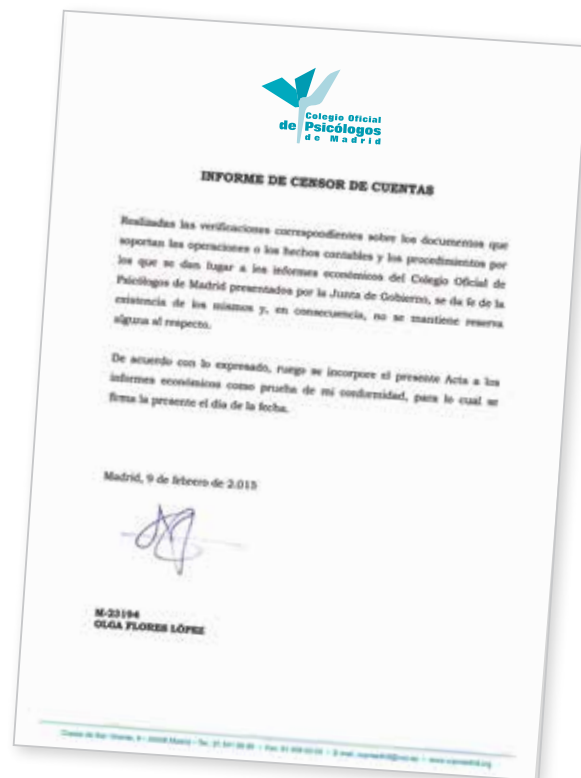 Colegio Oficial
de Psicólogos
de Madrid
INFORME DE CENSOR DE CUENTAS
Realizadas las verificaciones correspondientes sobre los documentos que
soportan las operaciones o los hechos contables y los procedimientos por
los que se dan lugar a los informes económicos del Colegio Oficial de
Psicólogos de Madrid presentados por la Junta de Gobierno, se da fe de la
existencia de los mismos y, en consecuencia, no se mantiene reserva
alguna al respecto.
De acuerdo con lo expresado, ruego se incorpore el presente Acta a los
informes económicos como prueba de mi conformidad, para lo cual se
firma la presente el día de la fecha.
Madrid, 9 de febrero de 2.015
M-23194
OLGA FLORES LÓPEZ